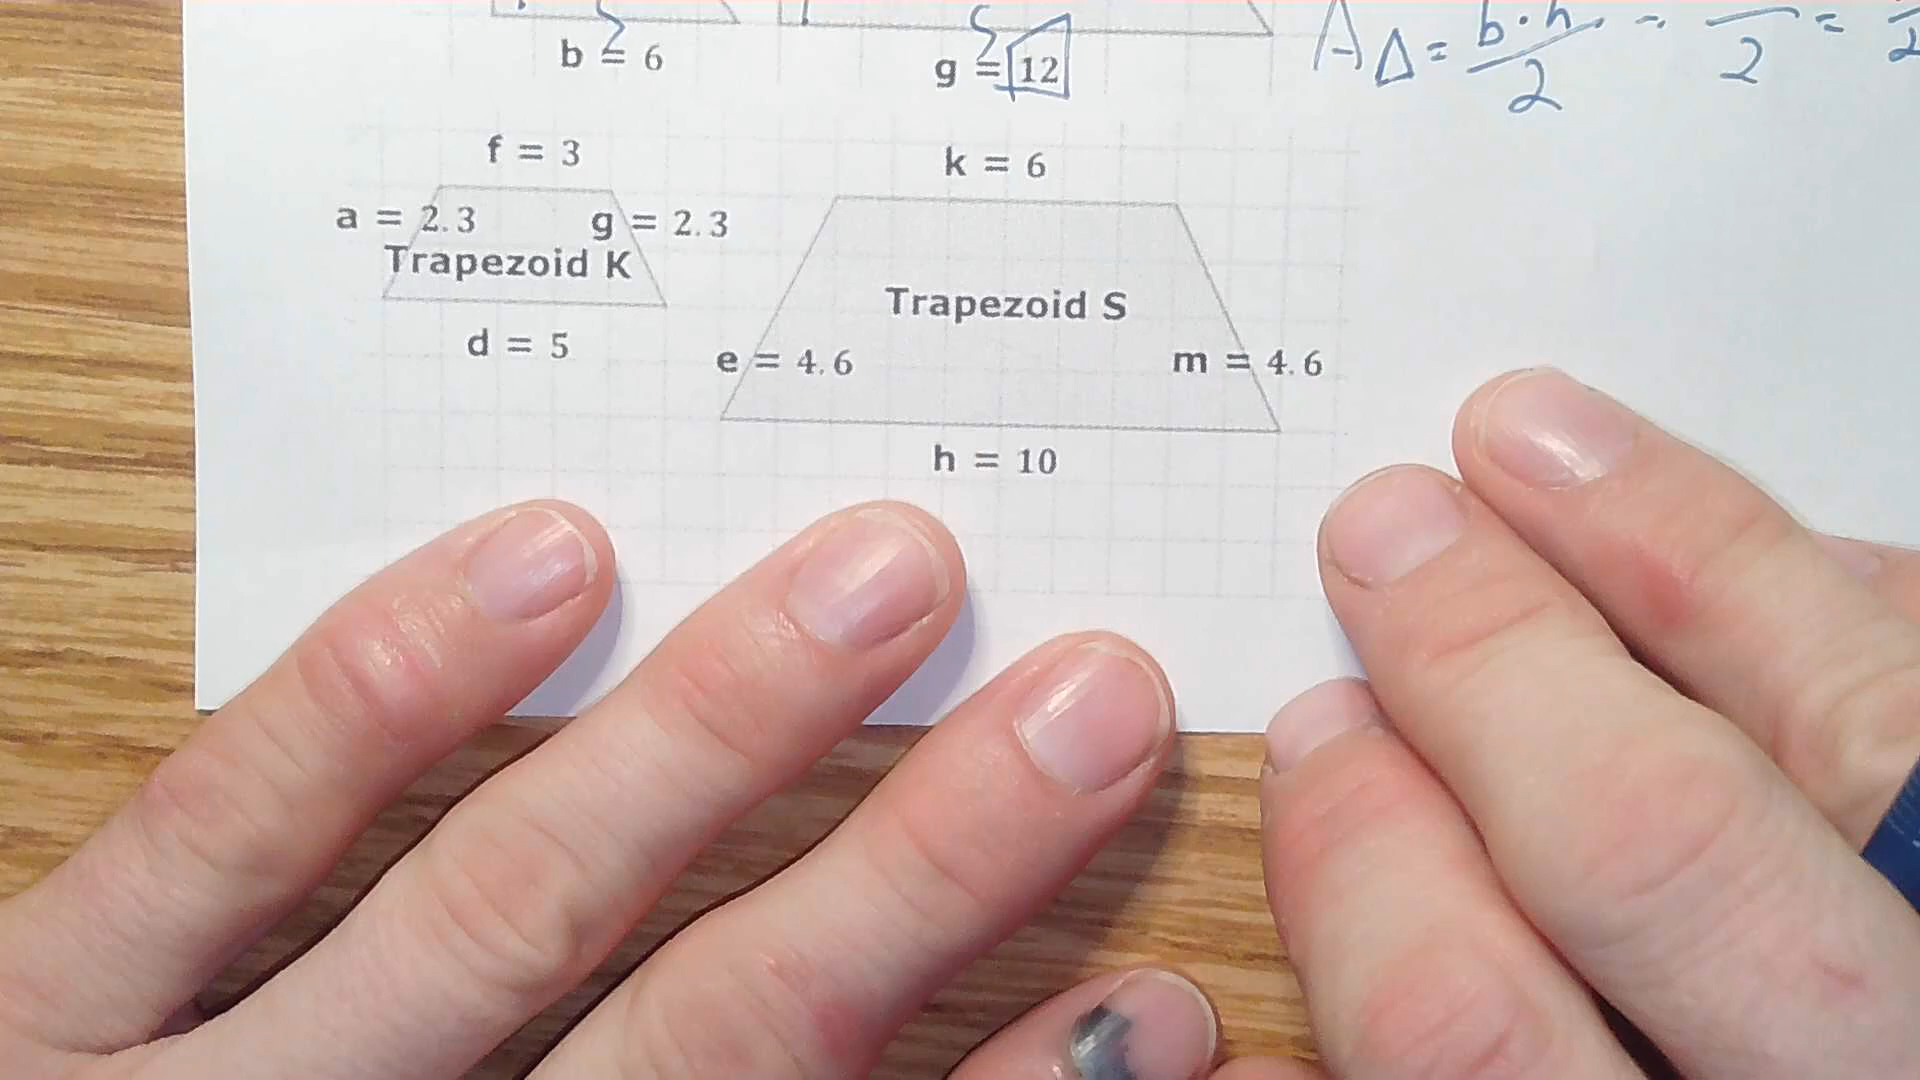 b = 6
g = 12
A△ = b·h / 2 = / 2 =
f = 3
k = 6
a = 2.3
g = 2.3
Trapezoid K
Trapezoid S
d = 5
e = 4.6
m = 4.6
h = 10